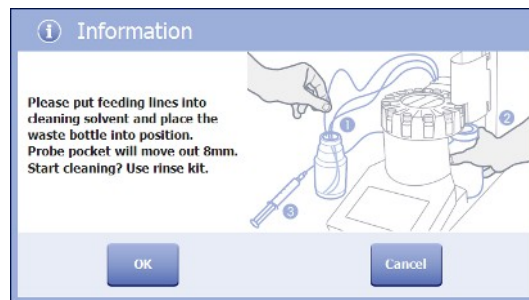 Information
Please put feeding lines into
cleaning solvent and place the
waste bottle into position.
Probe pocket will move out 8mm.
Start cleaning? Use rinse kit.
1
2
3
OK
Cancel